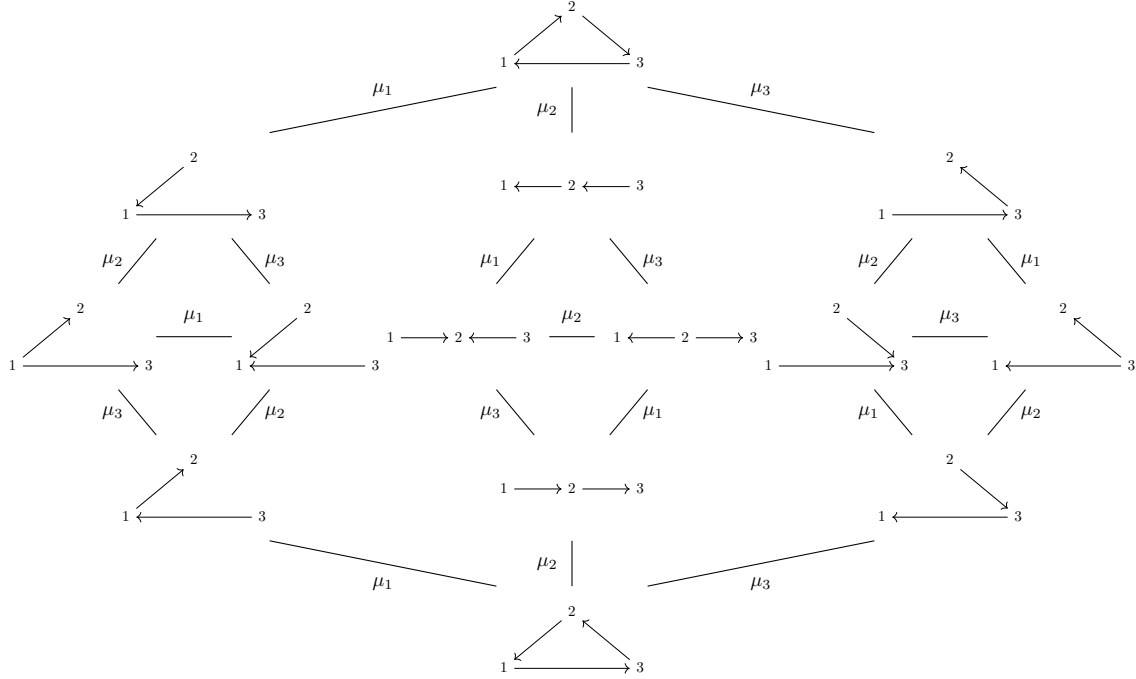 2
1 3
μ₁ μ₂ μ₃
2 2
1 2 3
1 3 1 3
μ₂ μ₃ μ₁ μ₃ μ₂ μ₁
2 2 2 2
μ₁ μ₂ μ₃
1 2 3 1 2 3
1 3 1 3 1 3 1 3
μ₃ μ₂ μ₃ μ₁ μ₁ μ₂
2 2
1 2 3
1 3 1 3
μ₂
μ₁ μ₃
2
1 3